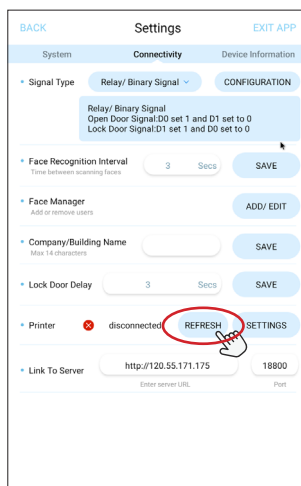 BACK Settings EXIT APP
System Connectivity Device Information
Signal Type Relay/ Binary Signal CONFIGURATION
Relay/ Binary Signal
Open Door Signal:D0 set 1 and D1 set to 0
Lock Door Signal:D1 set 1 and D0 set to 0
Face Recognition Interval 3 Secs SAVE
Time between scanning faces
Face Manager ADD/ EDIT
Add or remove users
Company/Building Name SAVE
Max 14 characters
Lock Door Delay 3 Secs SAVE
Printer disconnected REFRESH SETTINGS
Link To Server http://120.55.171.175 18800
Enter server URL Port